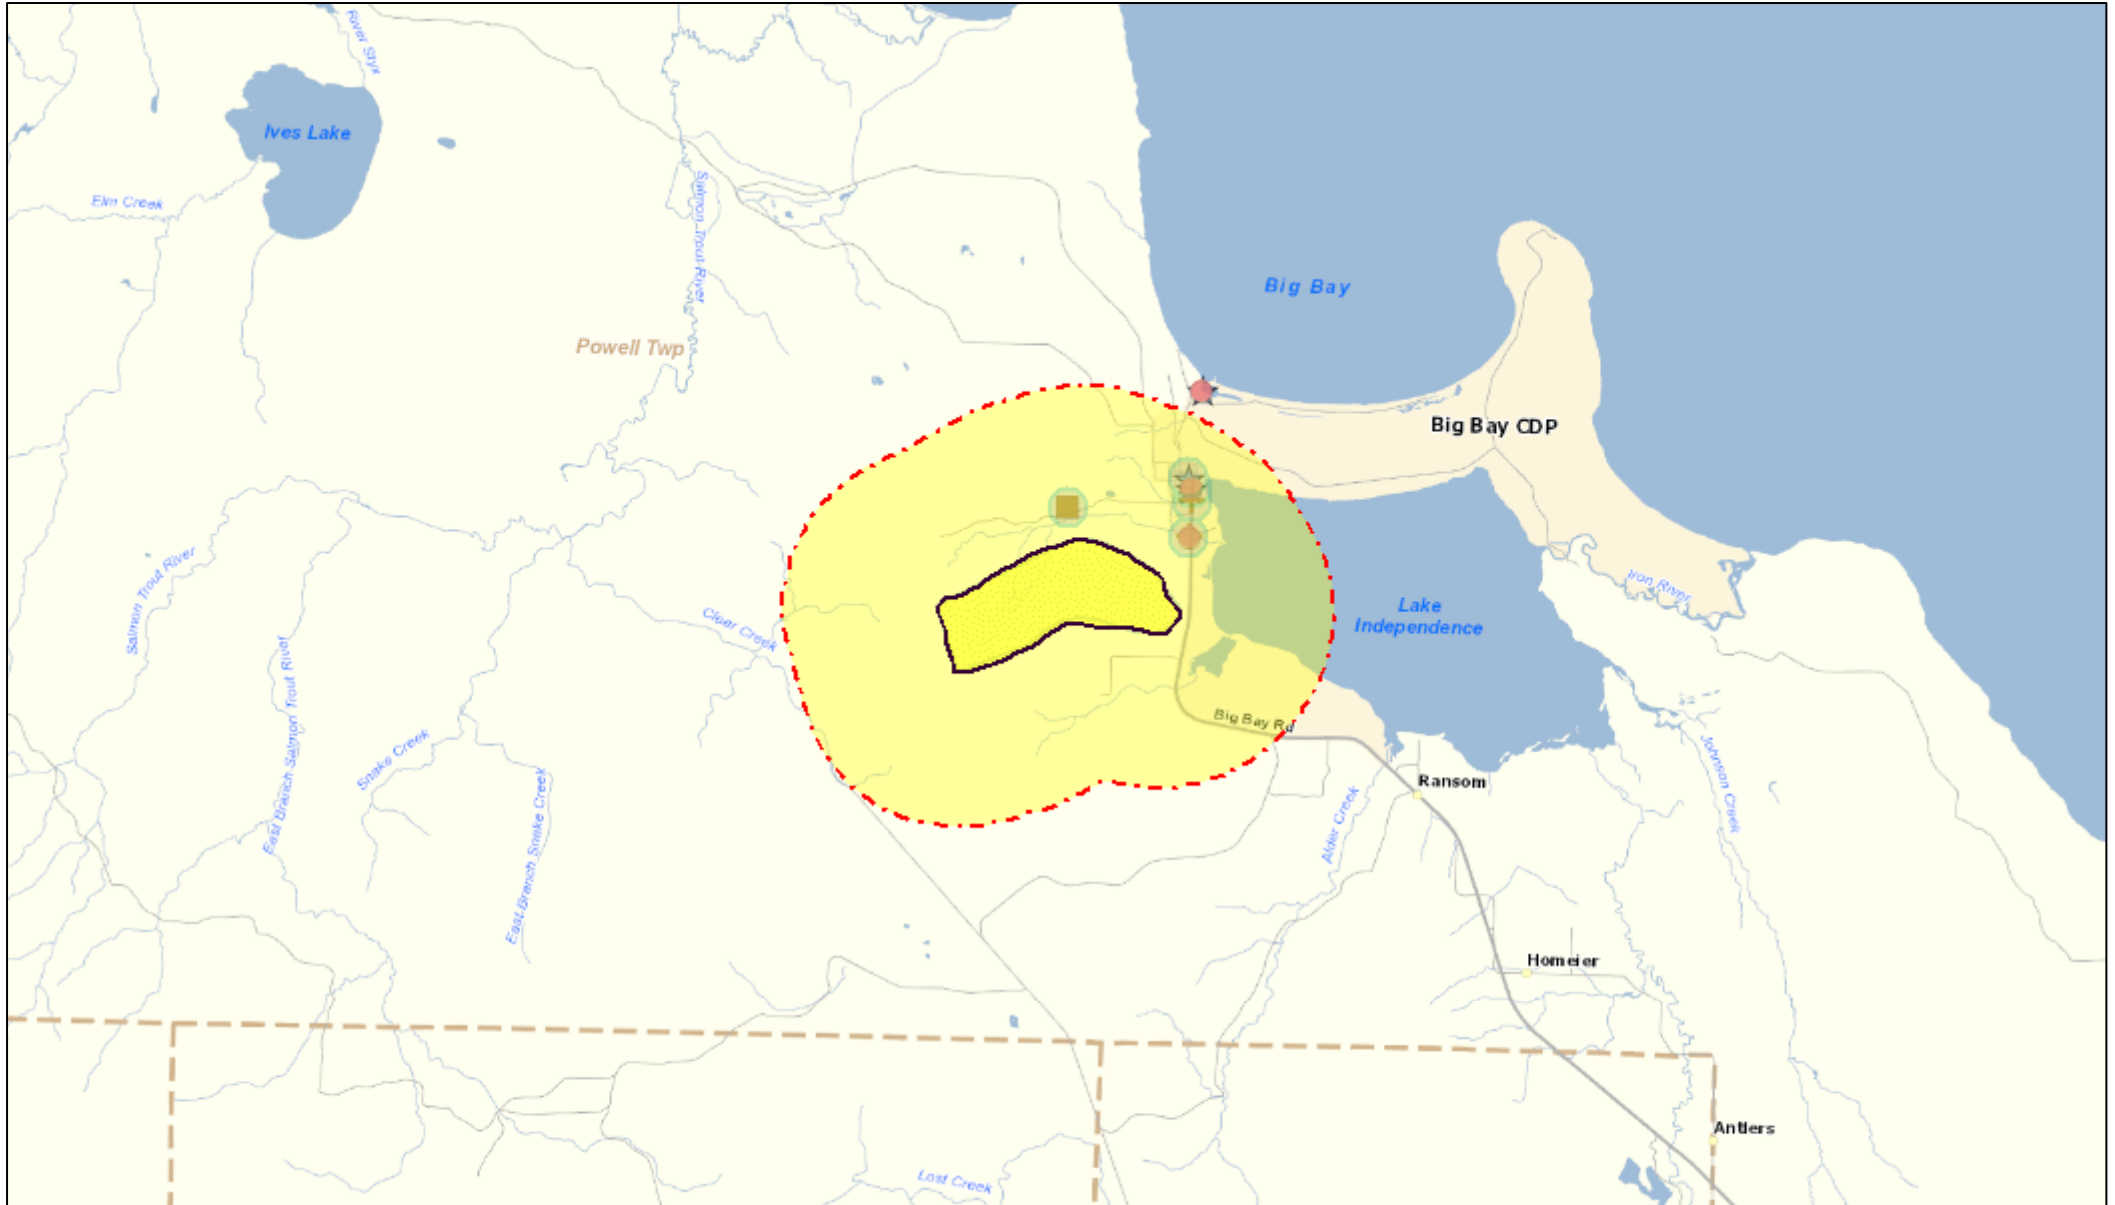 River Styx
Ives Lake
Elm Creek
Salmon Trout River
Big Bay
Powell Twp
Big Bay CDP
Salmon Trout River
Iron River
Clear Creek
Lake
Independence
East Branch Salmon Trout River
Big Bay Rd
Snake Creek
Johnson Creek
Ransom
East Branch Snake Creek
Alder Creek
Homeier
Antlers
Lost Creek